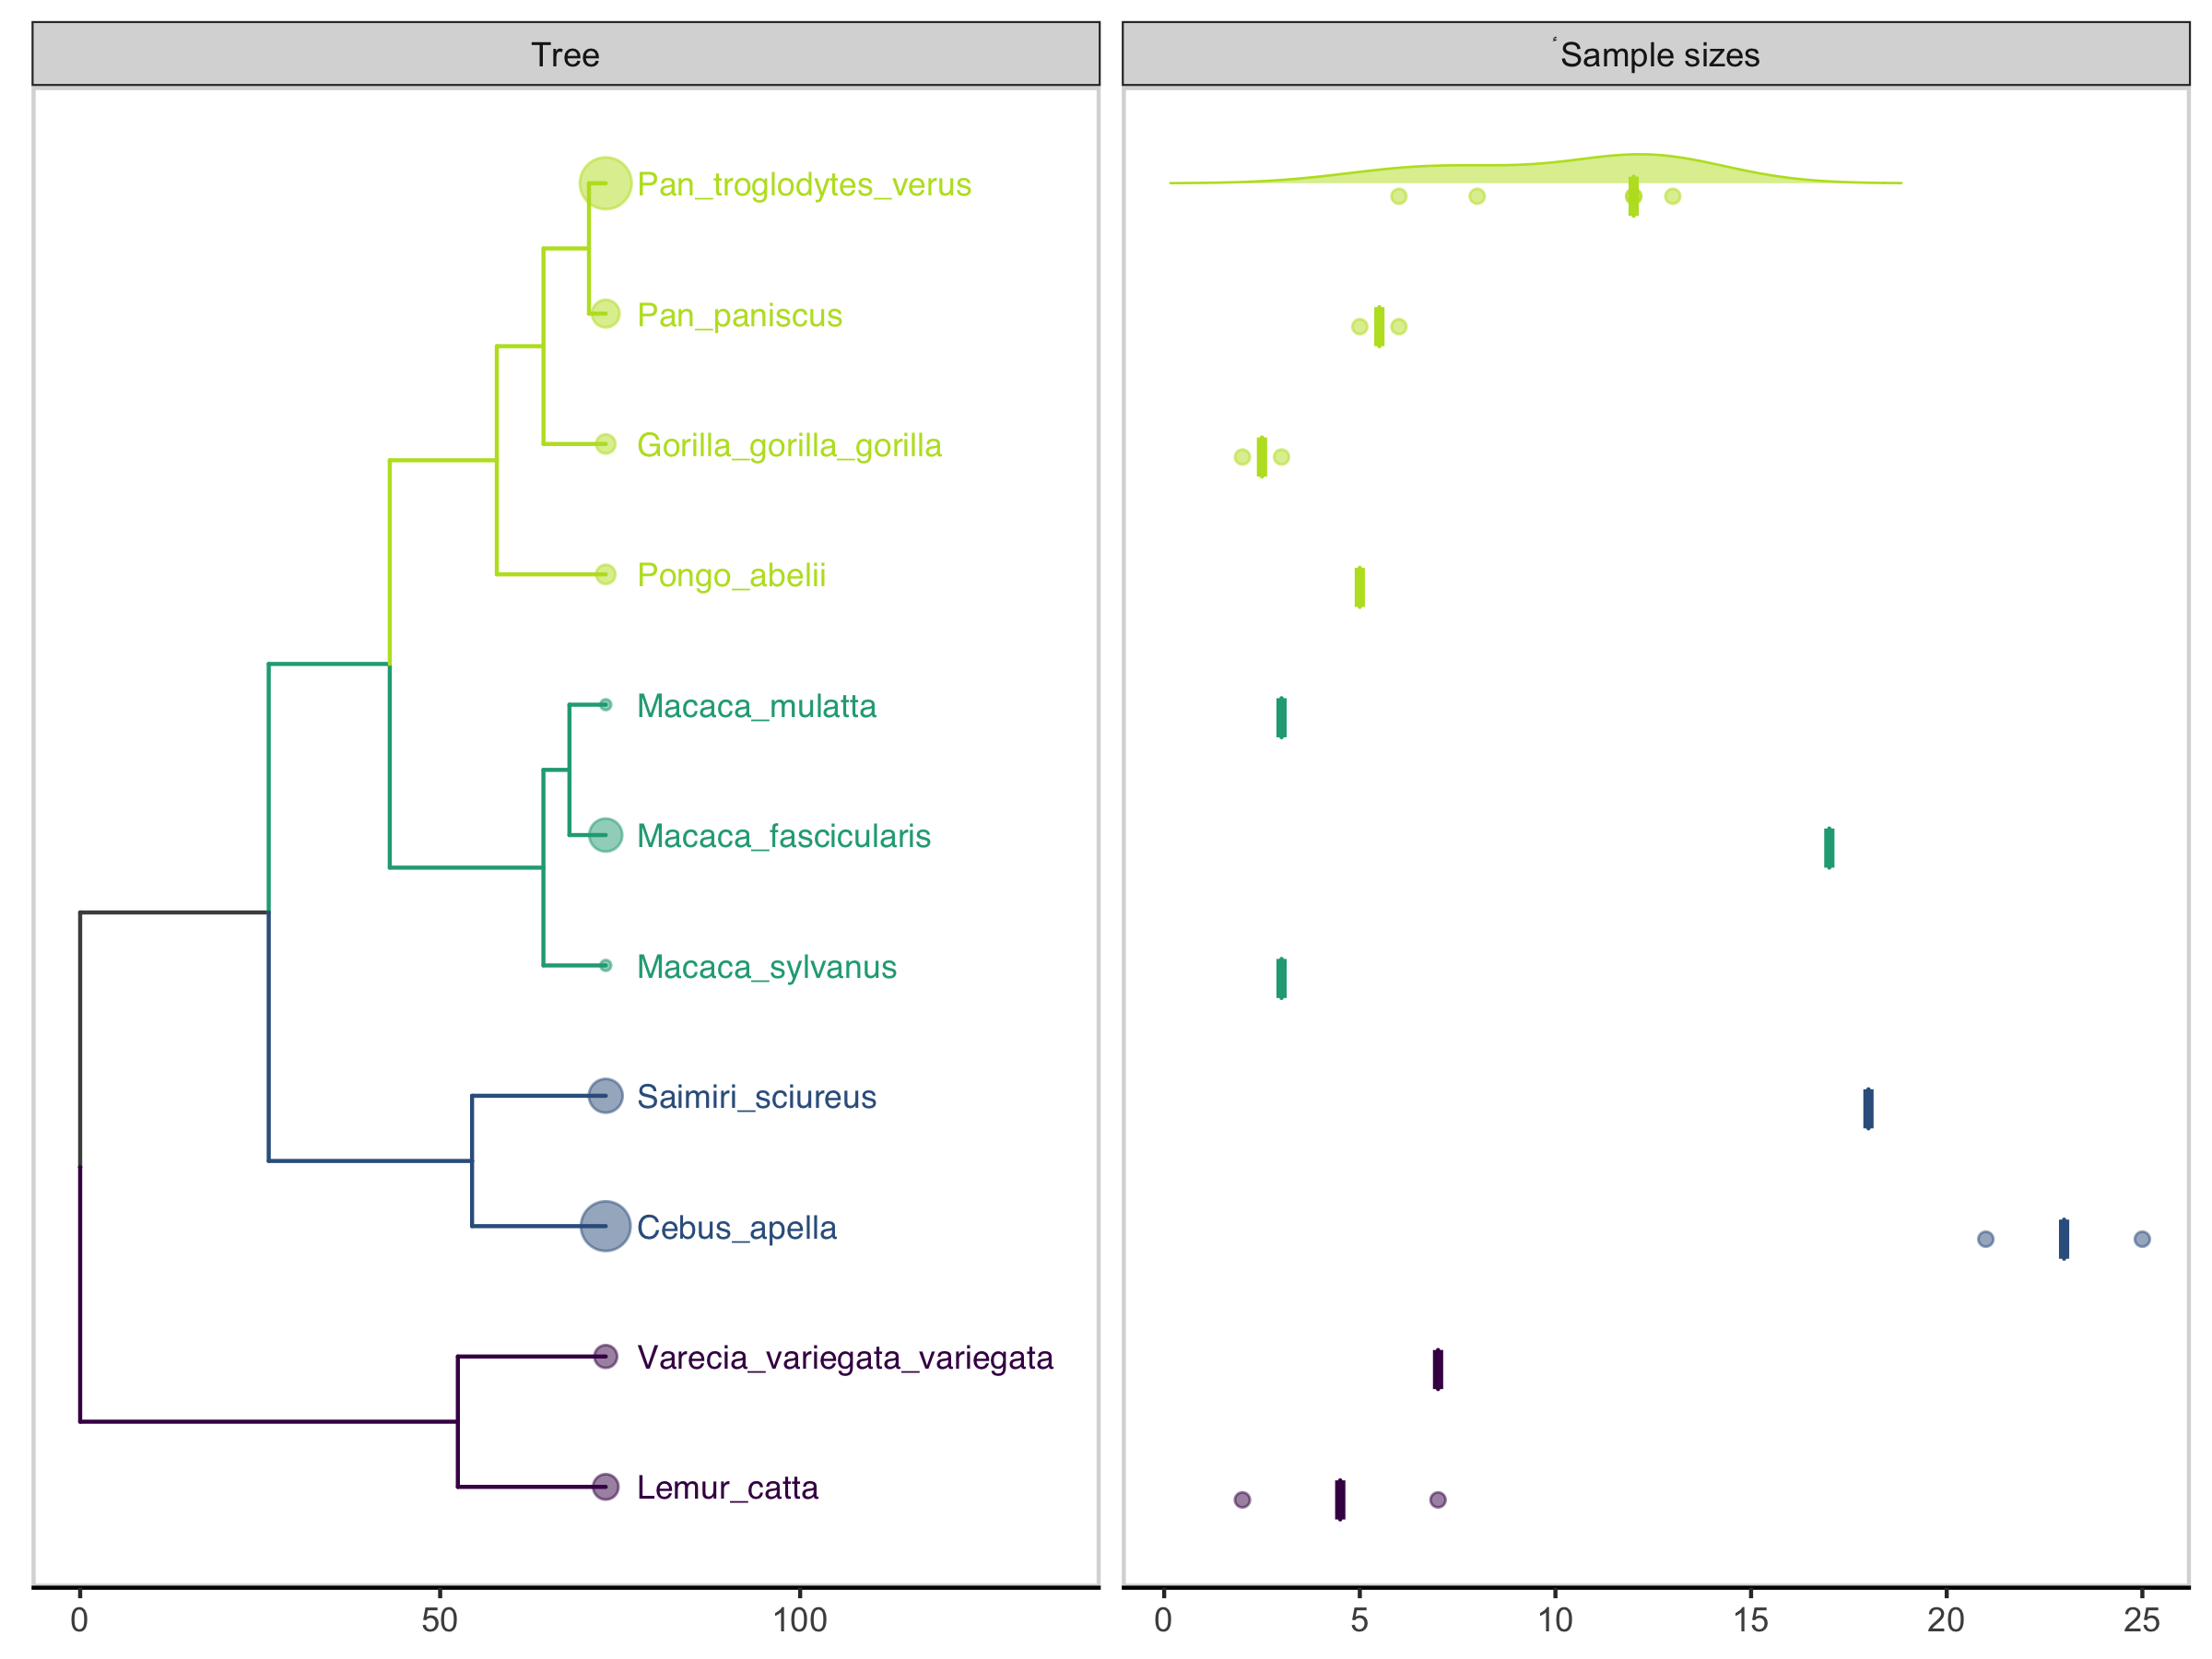 Tree
Sample sizes
Pan_troglodytes_verus
Pan_paniscus
Gorilla_gorilla_gorilla
Pongo_abelii
Macaca_mulatta
Macaca_fascicularis
Macaca_sylvanus
Saimiri_sciureus
Cebus_apella
Varecia_variegata_variegata
Lemur_catta
0 50 100
0 5 10 15 20 25